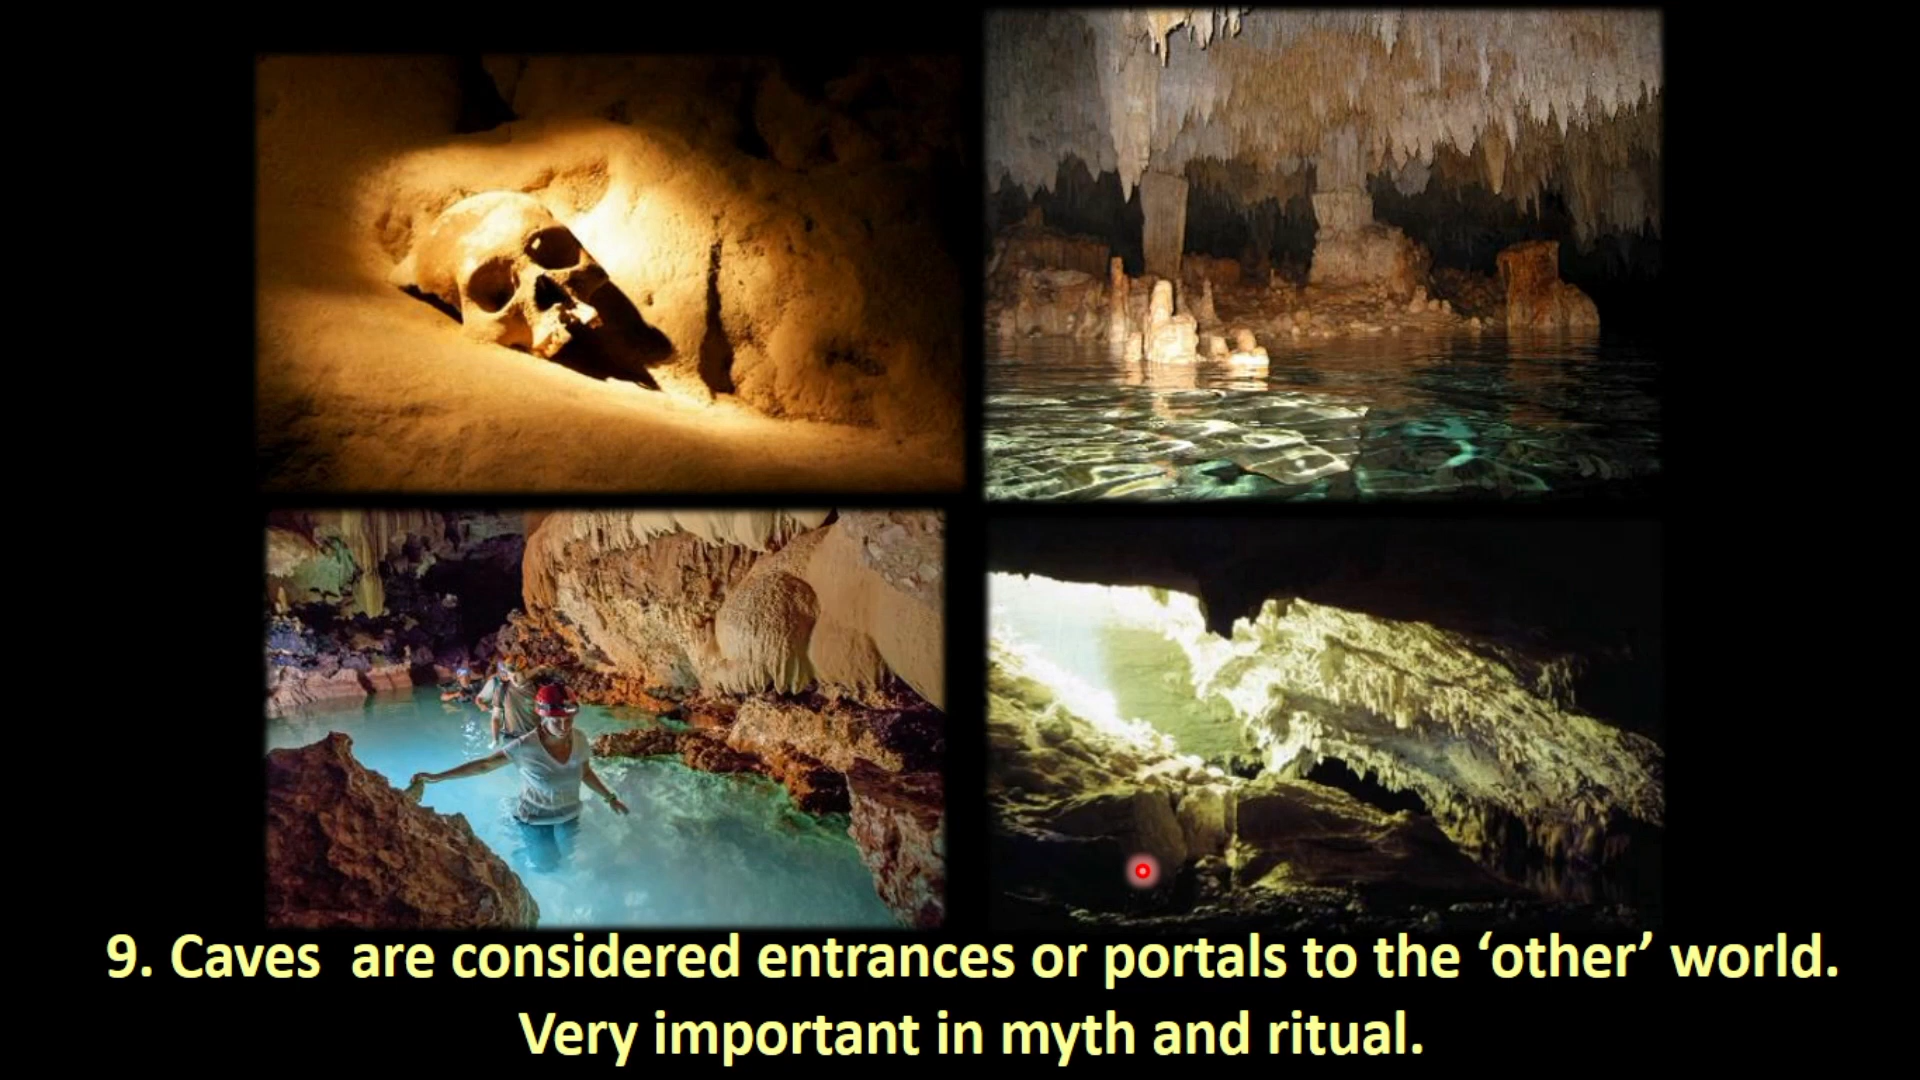 9. Caves  are considered entrances or portals to the ‘other’ world.
Very important in myth and ritual.